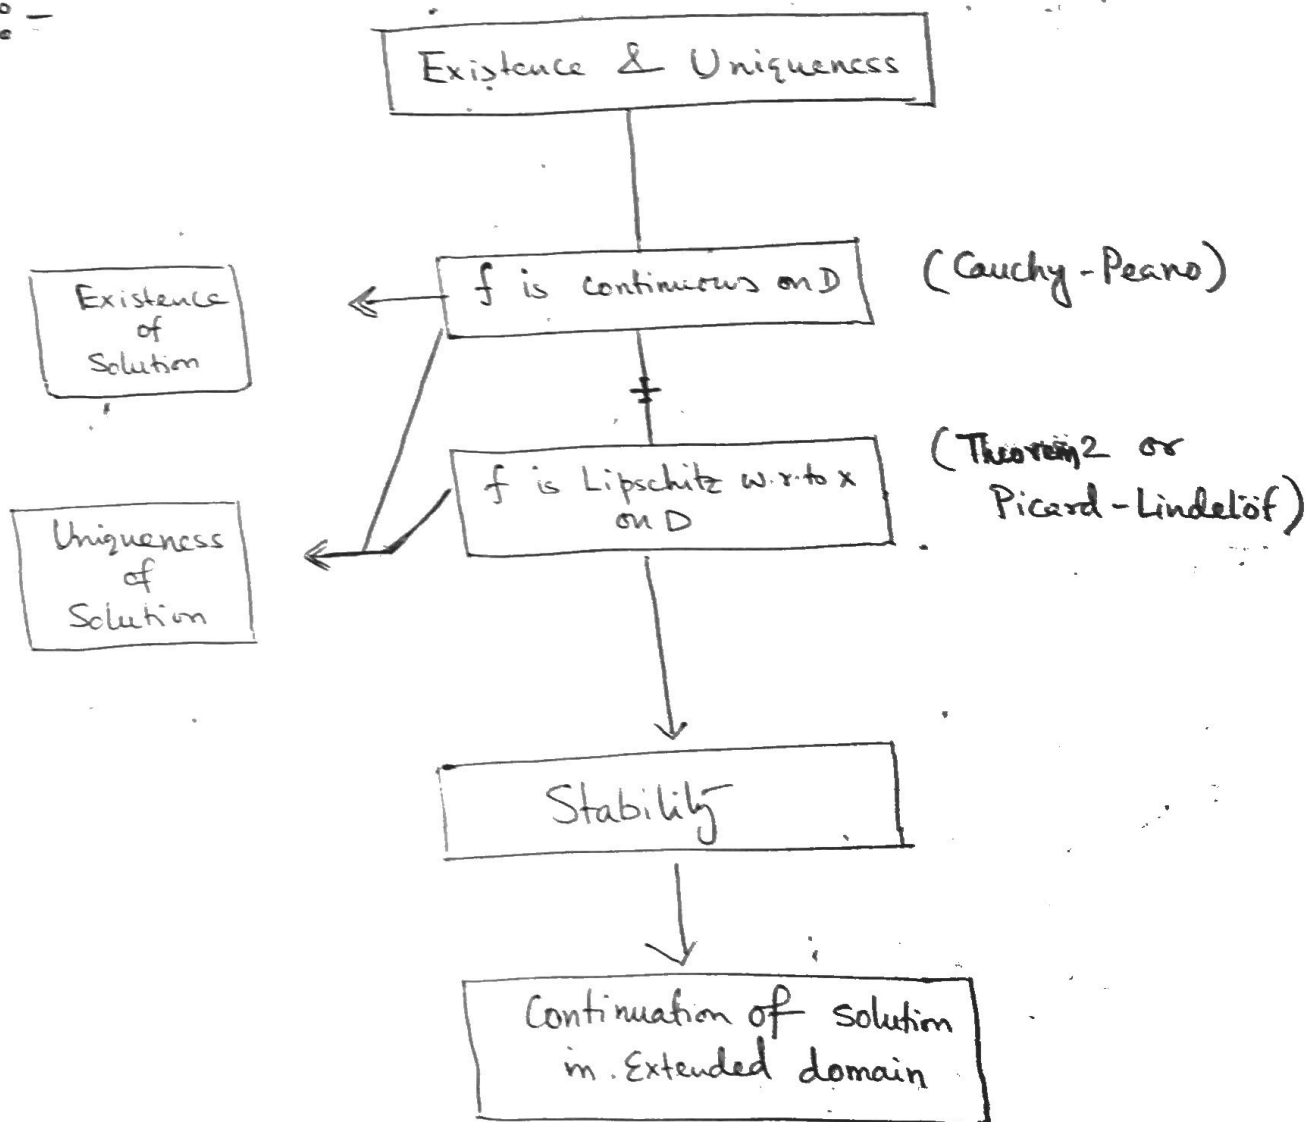 :-
Existence & Uniqueness
f is continuous on D
(Cauchy-Peano)
Existence
of
Solution
f is Lipschitz w.r.to x
on D
(Theorem 2 or
Picard-Lindelöf)
Uniqueness
of
Solution
Stability
Continuation of solution
in Extended domain